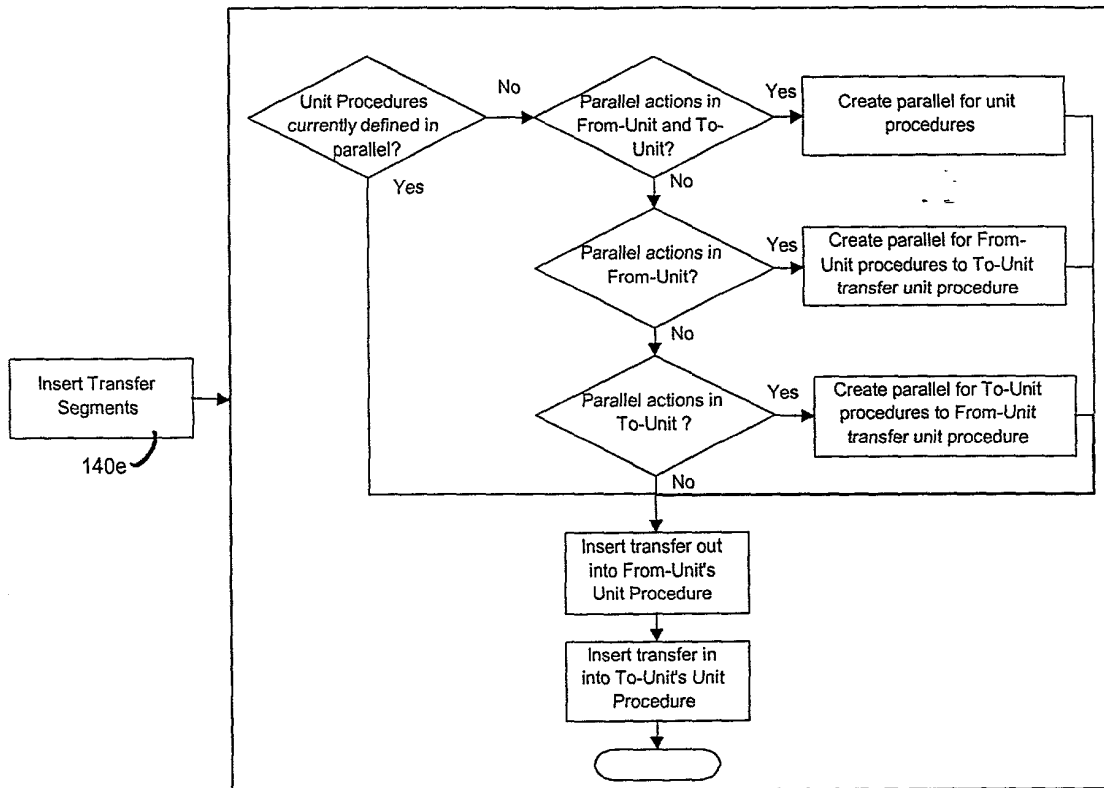 Unit Procedures
currently defined in
parallel?
No
Parallel actions in
From-Unit and To-
Unit?
Yes
Create parallel for unit
procedures
Yes
No
Parallel actions in
From-Unit?
Yes
Create parallel for From-
Unit procedures to To-Unit
transfer unit procedure
No
Insert Transfer
Segments
140e
Parallel actions in
To-Unit ?
Yes
Create parallel for To-Unit
procedures to From-Unit
transfer unit procedure
No
Insert transfer out
into From-Unit's
Unit Procedure
Insert transfer in
into To-Unit's Unit
Procedure